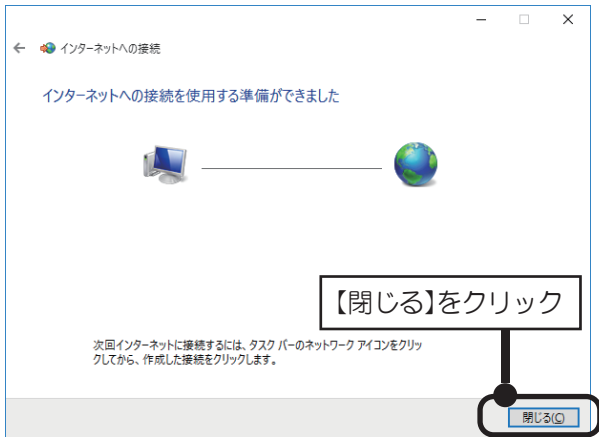 インターネットへの接続
インターネットへの接続を使用する準備ができました
【閉じる】をクリック
次回インターネットに接続するには、タスク バーのネットワーク アイコンをクリッ
クしてから、作成した接続をクリックします。
閉じる(C)